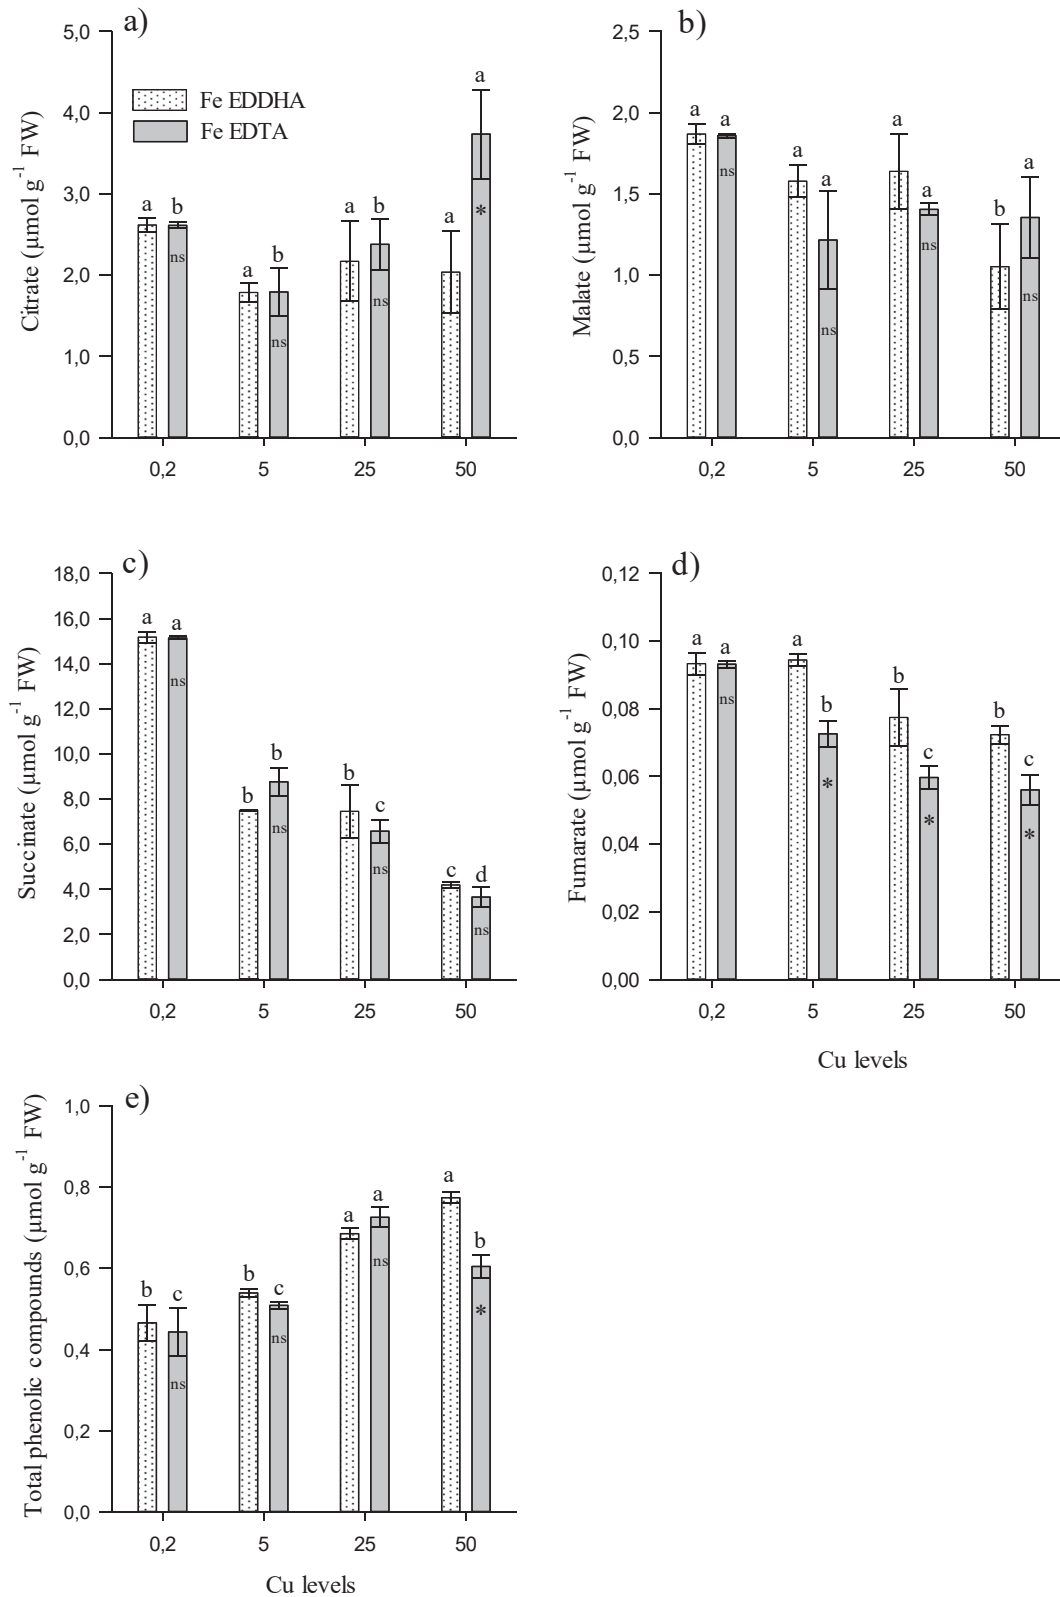 a)
5,0
4,0
3,0
2,0
1,0
0,0
Citrate (µmol g-1 FW)
Fe EDDHA
Fe EDTA
a b a b a b a a
ns ns ns *
0,2 5 25 50
b)
2,5
2,0
1,5
1,0
0,5
0,0
Malate (µmol g-1 FW)
a a a a a a b a
ns ns ns ns
0,2 5 25 50
c)
18,0
16,0
14,0
12,0
10,0
8,0
6,0
4,0
2,0
0,0
Succinate (µmol g-1 FW)
a a b b b c c d
ns ns ns ns
0,2 5 25 50
d)
0,12
0,10
0,08
0,06
0,04
0,02
0,00
Fumarate (µmol g-1 FW)
a a a b b c b c
ns * * *
0,2 5 25 50
Cu levels
e)
1,0
0,8
0,6
0,4
0,2
0,0
Total phenolic compounds (µmol g-1 FW)
b c b c a a a b
ns ns ns *
0,2 5 25 50
Cu levels